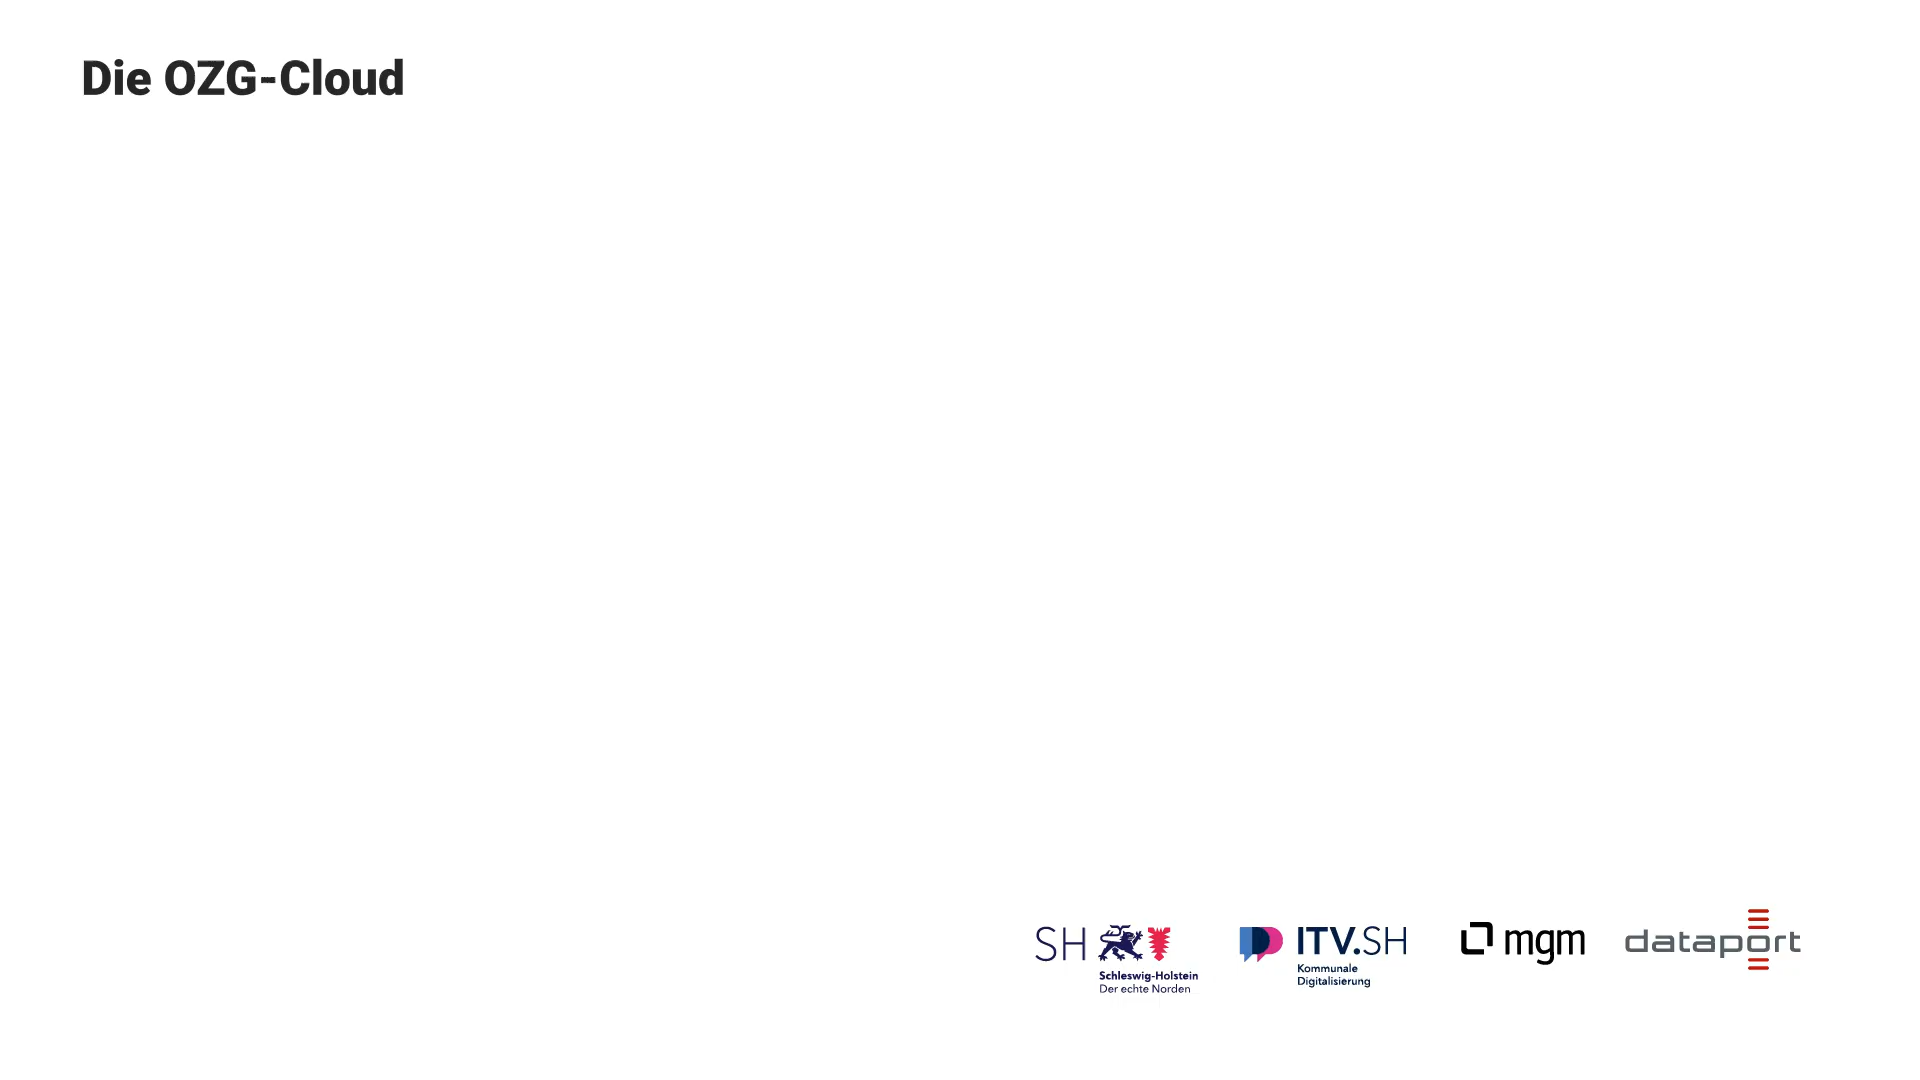 Die OZG-Cloud
SH
Schleswig-Holstein
Der echte Norden
ITV.SH
Kommunale
Digitalisierung
mgm
dataport